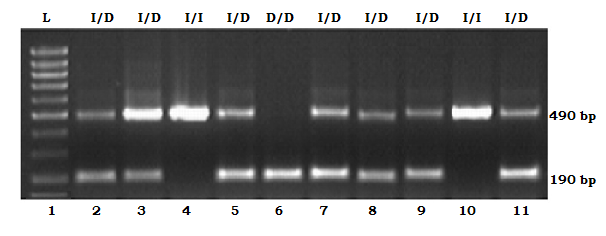 L I/D I/D I/I I/D D/D I/D I/D I/D I/I I/D
490 bp
190 bp
1 2 3 4 5 6 7 8 9 10 11